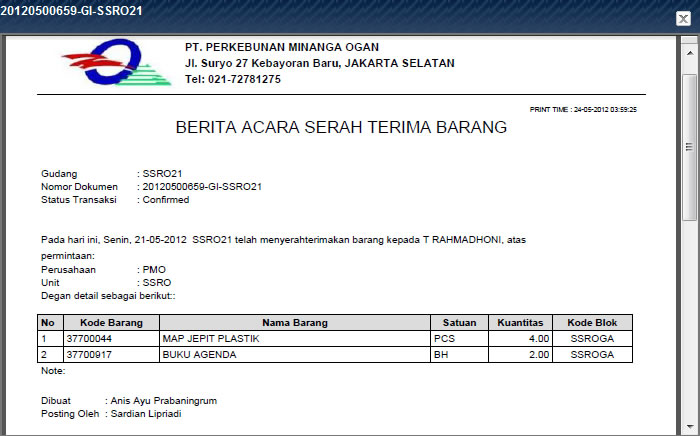 20120500659-GI-SSRO21
PT. PERKEBUNAN MINANGA OGAN
Jl. Suryo 27 Kebayoran Baru, JAKARTA SELATAN
Tel: 021-72781275
PRINT TIME : 24-05-2012 03:59:25
BERITA ACARA SERAH TERIMA BARANG
Gudang : SSRO21
Nomor Dokumen : 20120500659-GI-SSRO21
Status Transaksi : Confirmed
Pada hari ini, Senin, 21-05-2012 SSRO21 telah menyerahterimakan barang kepada T RAHMADHONI, atas
permintaan:
Perusahaan : PMO
Unit : SSRO
Degan detail sebagai berikut::
No Kode Barang Nama Barang Satuan Kuantitas Kode Blok
1 37700044 MAP JEPIT PLASTIK PCS 4.00 SSROGA
2 37700917 BUKU AGENDA BH 2.00 SSROGA
Note:
Dibuat : Anis Ayu Prabaningrum
Posting Oleh : Sardian Lipriadi